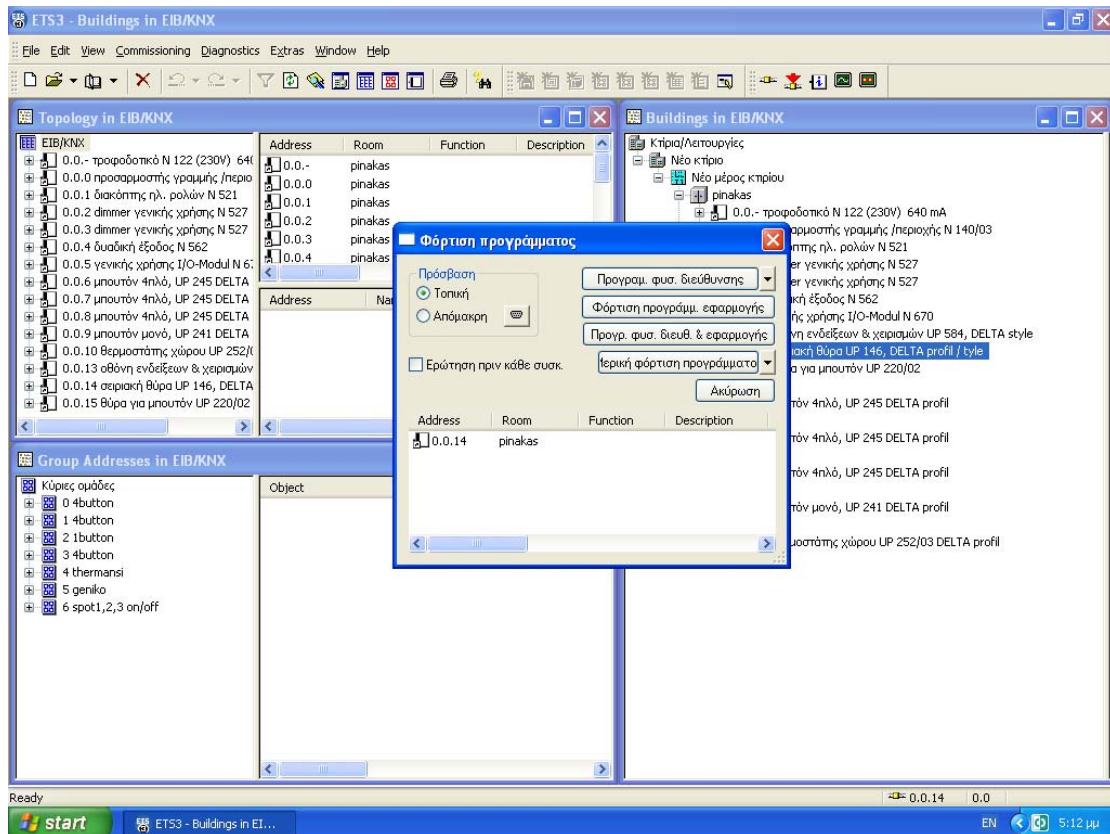 ETS3 - Buildings in EIB/KNX
File Edit View Commissioning Diagnostics Extras Window Help
Topology in EIB/KNX
EIB/KNX
0.0.- τροφοδοτικό N 122 (230V) 64(
0.0.0 προσαρμοστής γραμμής /περιο
0.0.1 διακόπτης ηλ. ρολών N 521
0.0.2 dimmer γενικής χρήσης N 527
0.0.3 dimmer γενικής χρήσης N 527
0.0.4 δυαδική έξοδος N 562
0.0.5 γενικής χρήσης I/O-Modul N 6:
0.0.6 μπουτόν 4πλό, UP 245 DELTA
0.0.7 μπουτόν 4πλό, UP 245 DELTA
0.0.8 μπουτόν 4πλό, UP 245 DELTA
0.0.9 μπουτόν μονό, UP 241 DELTA
0.0.10 θερμοστάτης χώρου UP 252/(
0.0.13 οθόνη ενδείξεων & χειρισμών
0.0.14 σειριακή θύρα UP 146, DELTA
0.0.15 θύρα για μπουτόν UP 220/02
Address Room Function Description
0.0.- pinakas
0.0.0 pinakas
0.0.1 pinakas
0.0.2 pinakas
0.0.3 pinakas
0.0.4 pinakas
Address Na
Buildings in EIB/KNX
Κτίρια/Λειτουργίες
Νέο κτίριο
Νέο μέρος κτηρίου
pinakas
0.0.- τροφοδοτικό N 122 (230V) 640 mA
αρμοστής γραμμής /περιοχής N 140/03
πτης ηλ. ρολών N 521
er γενικής χρήσης N 527
er γενικής χρήσης N 527
κή έξοδος N 562
ής χρήσης I/O-Modul N 670
νη ενδείξεων & χειρισμών UP 584, DELTA style
ιακή θύρα UP 146, DELTA profil / tyle
α για μπουτόν UP 220/02
τόν 4πλό, UP 245 DELTA profil
τόν 4πλό, UP 245 DELTA profil
τόν 4πλό, UP 245 DELTA profil
τόν μονό, UP 241 DELTA profil
μοστάτης χώρου UP 252/03 DELTA profil
Φόρτιση προγράμματος
Πρόσβαση
Τοπική
Απόμακρη
Ερώτηση πριν κάθε συσκ.
Προγραμ. φυσ. διεύθυνσης
Φόρτιση προγράμμ. εφαρμογής
Προγρ. φυσ. διευθ. & εφαρμογής
Ιερική φόρτιση προγράμματο
Ακύρωση
Address Room Function Description
0.0.14 pinakas
Group Addresses in EIB/KNX
Κύριες ομάδες
0 4button
1 4button
2 1button
3 4button
4 thermansi
5 geniko
6 spot1,2,3 on/off
Object
Ready
0.0.14 0.0
start
ETS3 - Buildings in EI...
EN
5:12 μμ